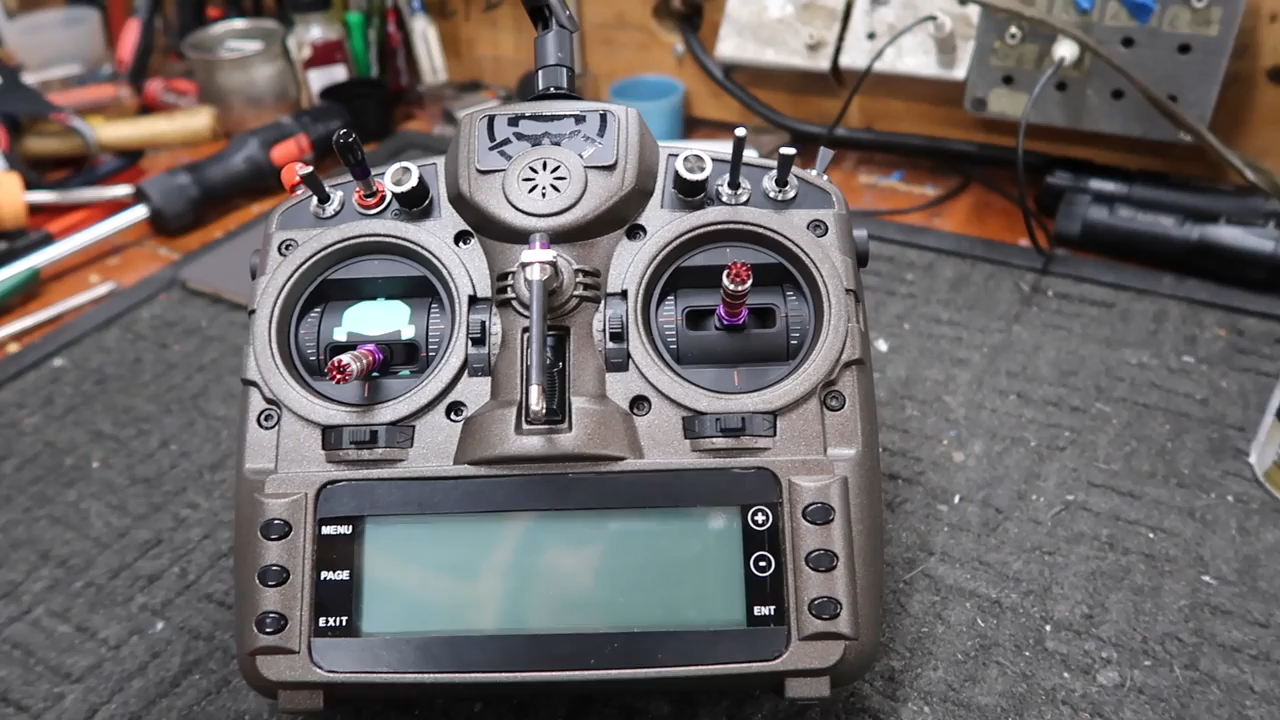 MENU
PAGE
EXIT
+
-
ENT